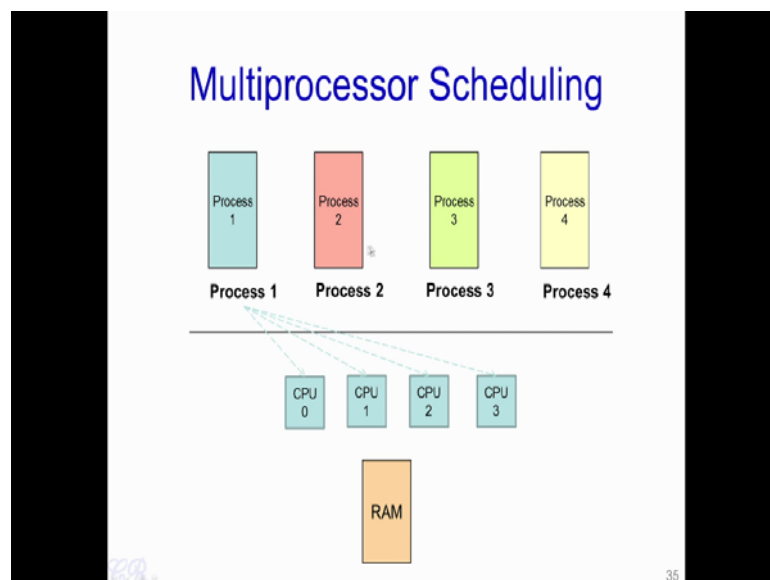 Multiprocessor Scheduling
Process
1
Process
2
Process
3
Process
4
Process 1
Process 2
Process 3
Process 4
CPU
0
CPU
1
CPU
2
CPU
3
RAM
35